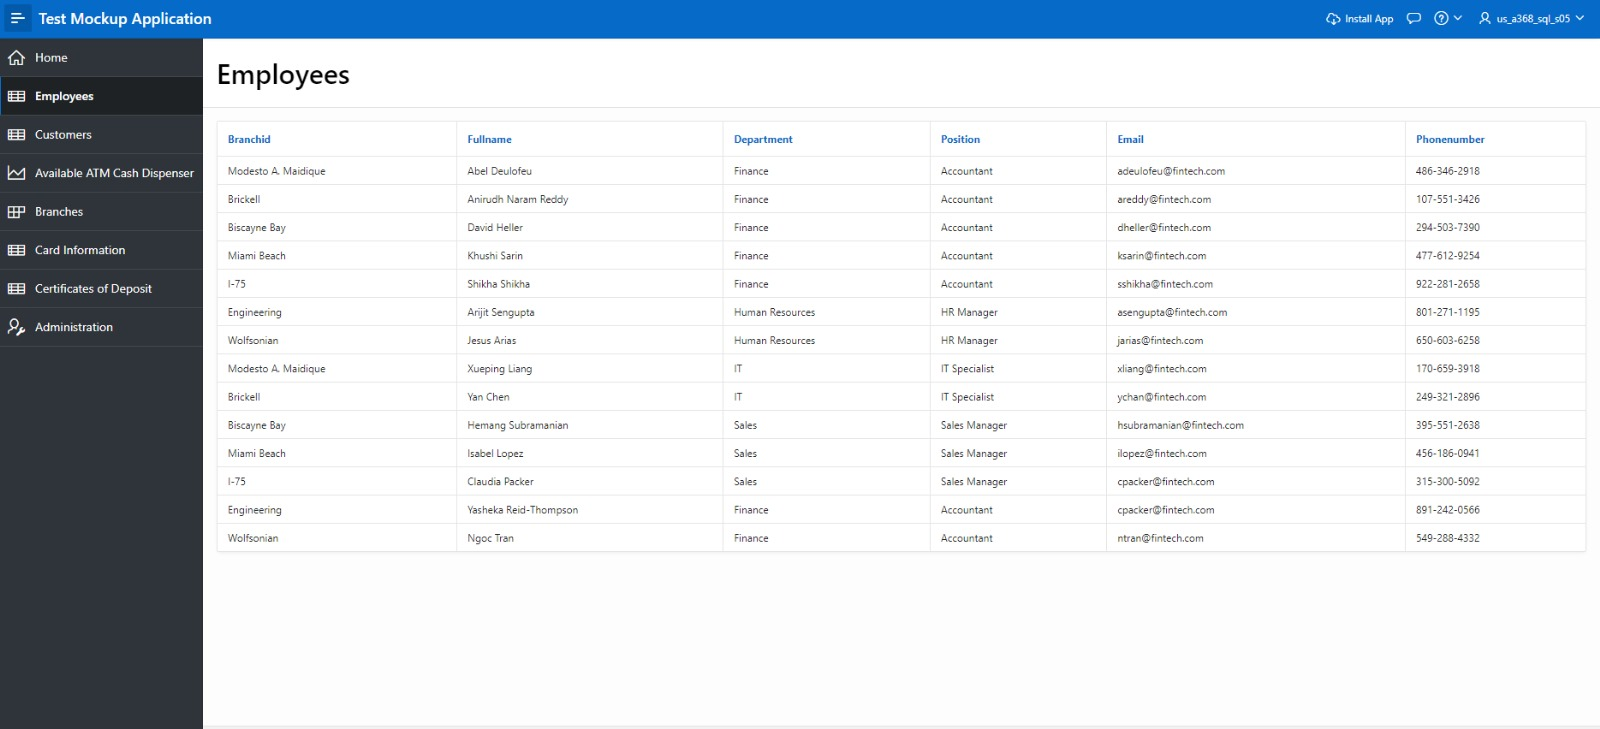 Test Mockup Application
Install App
us_a368_sql_s05
Home
Employees
Customers
Available ATM Cash Dispenser
Branches
Card Information
Certificates of Deposit
Administration
Employees
Branchid Fullname Department Position Email Phonenumber
Modesto A. Maidique Abel Deulofeu Finance Accountant adeulofeu@fintech.com 486-346-2918
Brickell Anirudh Naram Reddy Finance Accountant areddy@fintech.com 107-551-3426
Biscayne Bay David Heller Finance Accountant dheller@fintech.com 294-503-7390
Miami Beach Khushi Sarin Finance Accountant ksarin@fintech.com 477-612-9254
I-75 Shikha Shikha Finance Accountant sshikha@fintech.com 922-281-2658
Engineering Arijit Sengupta Human Resources HR Manager asengupta@fintech.com 801-271-1195
Wolfsonian Jesus Arias Human Resources HR Manager jarias@fintech.com 650-603-6258
Modesto A. Maidique Xueping Liang IT IT Specialist xliang@fintech.com 170-659-3918
Brickell Yan Chen IT IT Specialist ychan@fintech.com 249-321-2896
Biscayne Bay Hemang Subramanian Sales Sales Manager hsubramanian@fintech.com 395-551-2638
Miami Beach Isabel Lopez Sales Sales Manager ilopez@fintech.com 456-186-0941
I-75 Claudia Packer Sales Sales Manager cpacker@fintech.com 315-300-5092
Engineering Yasheka Reid-Thompson Finance Accountant cpacker@fintech.com 891-242-0566
Wolfsonian Ngoc Tran Finance Accountant ntran@fintech.com 549-288-4332